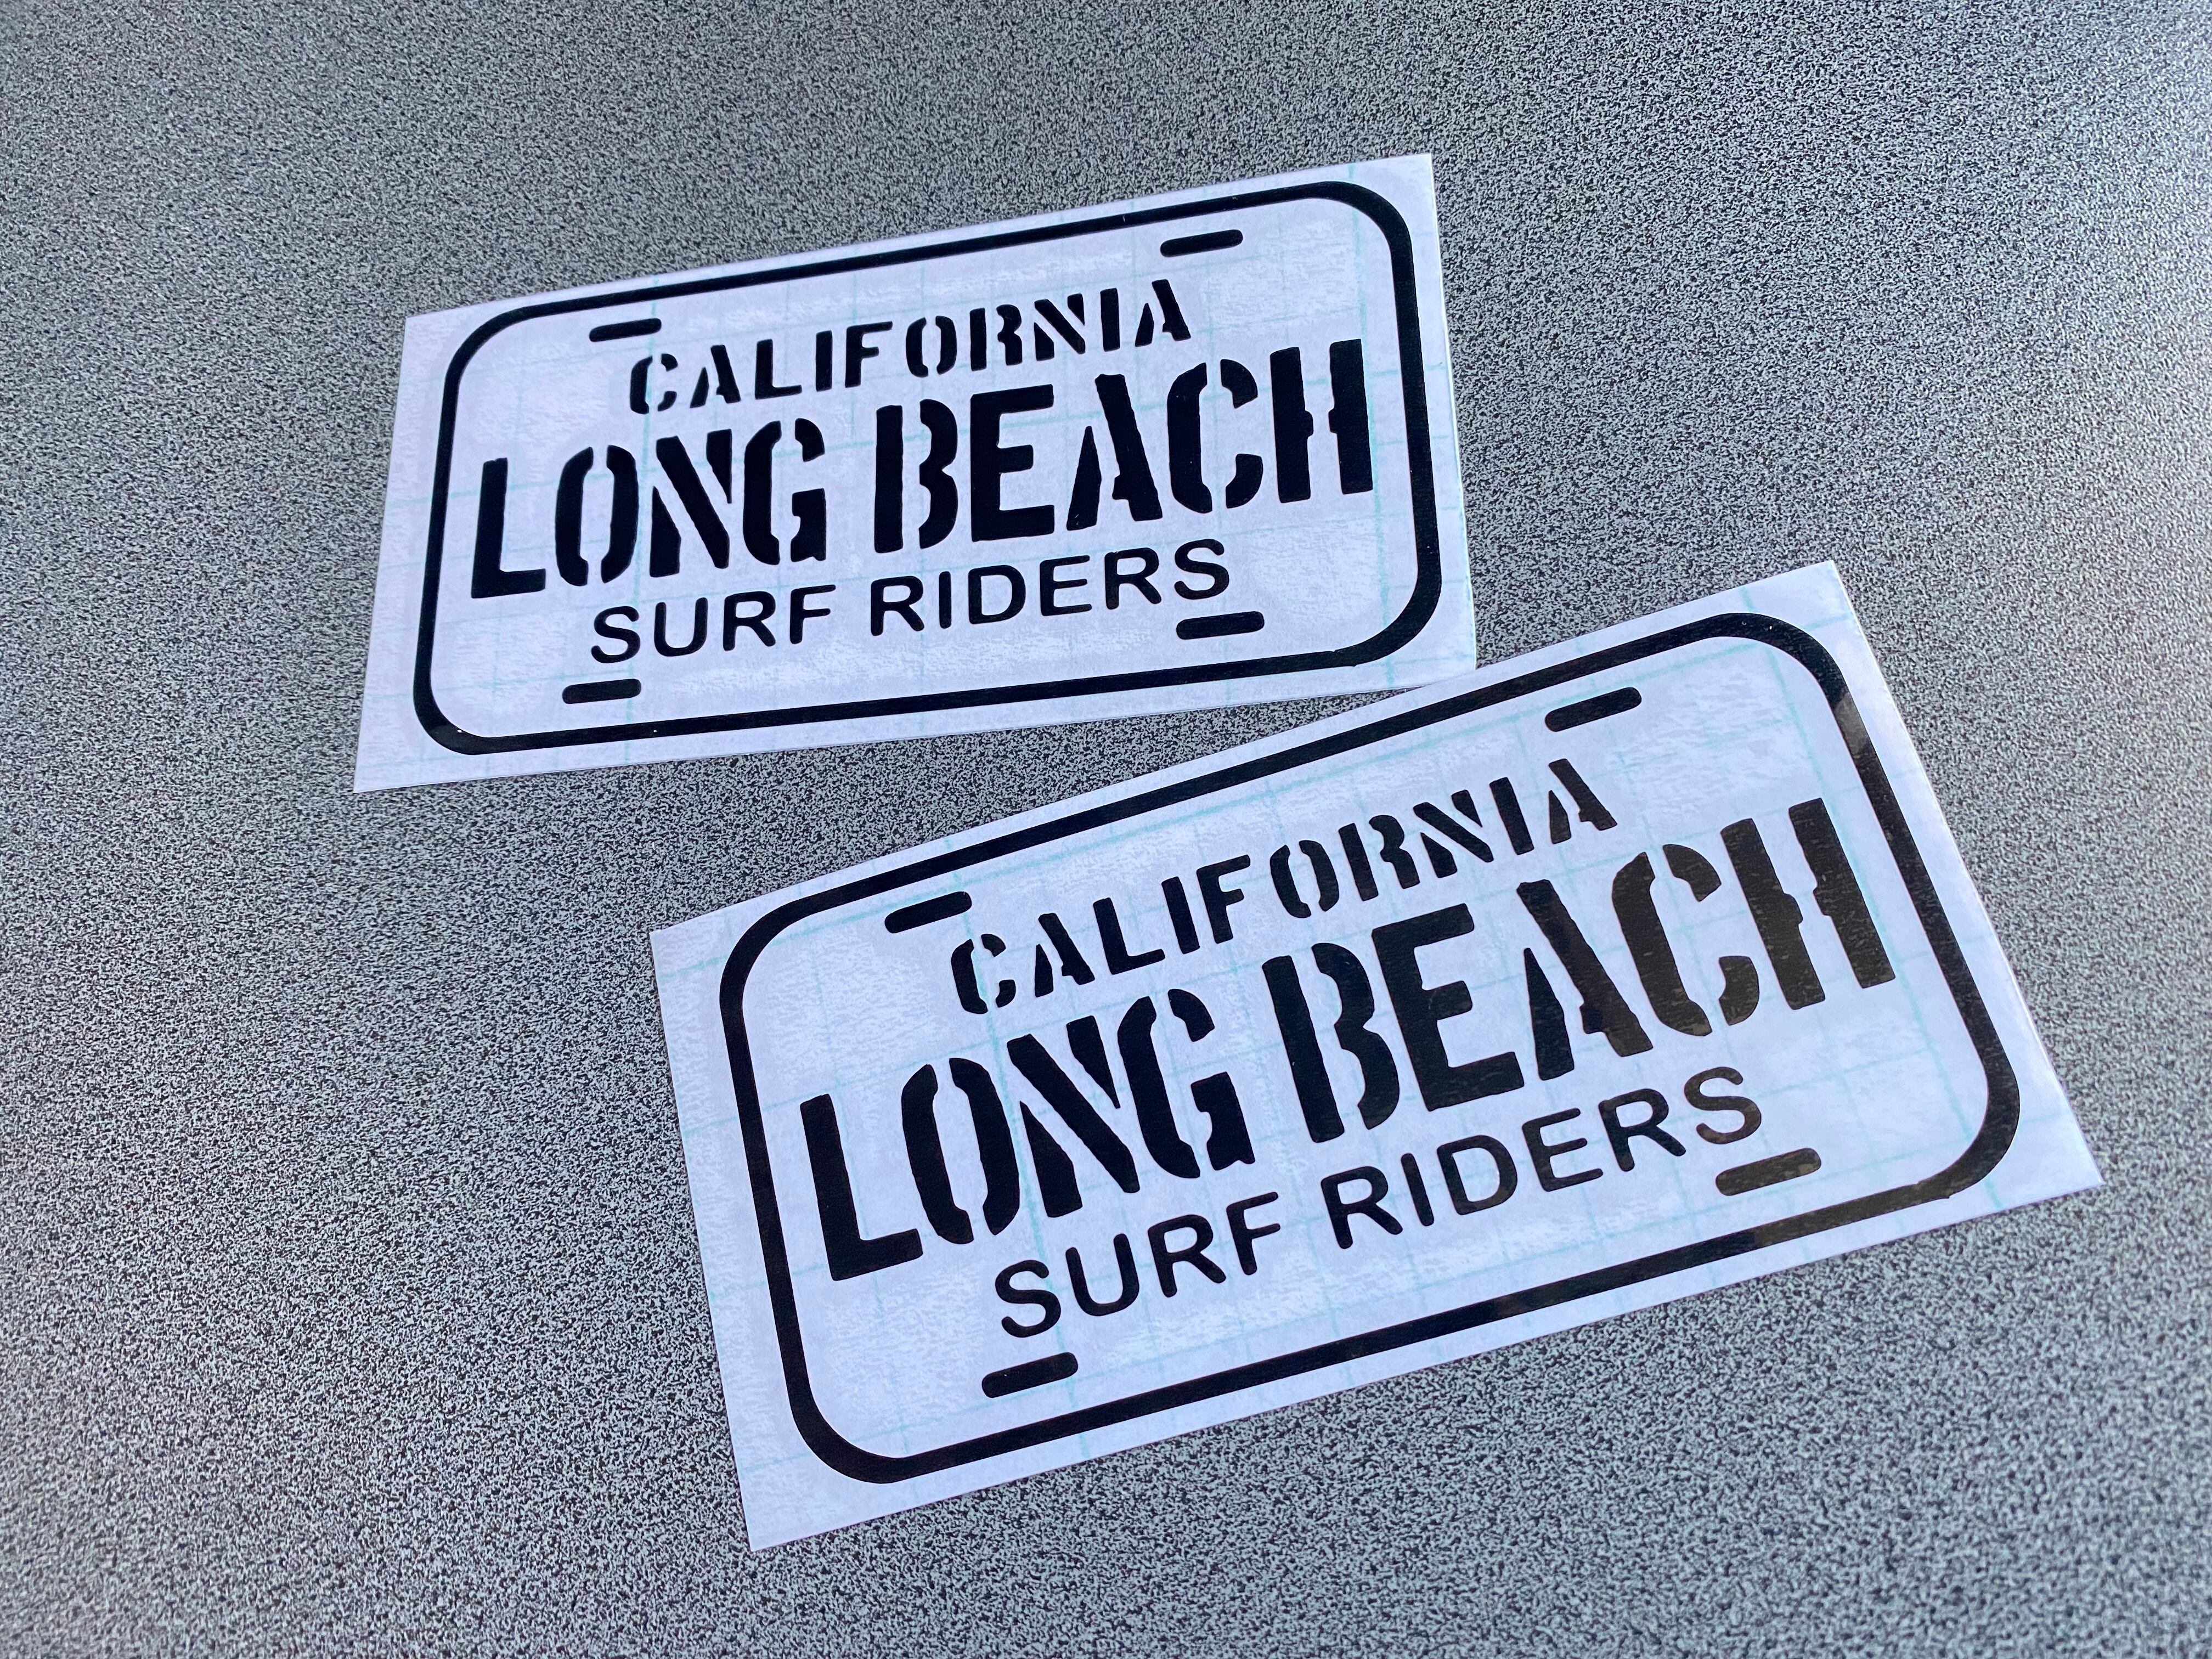 CALIFORNIA
LONG BEACH
SURF RIDERS
CALIFORNIA
LONG BEACH
SURF RIDERS